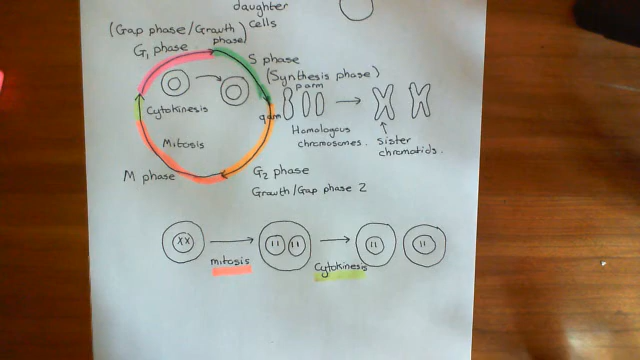 daughter
cells
(Gap phase/Growth phase)
G1 phase
S phase
(Synthesis phase)
p arm
q arm
Cytokinesis
Homologous
chromosomes.
Sister
chromatids.
Mitosis
M phase
G2 phase
Growth/Gap phase 2
mitosis
Cytokinesis